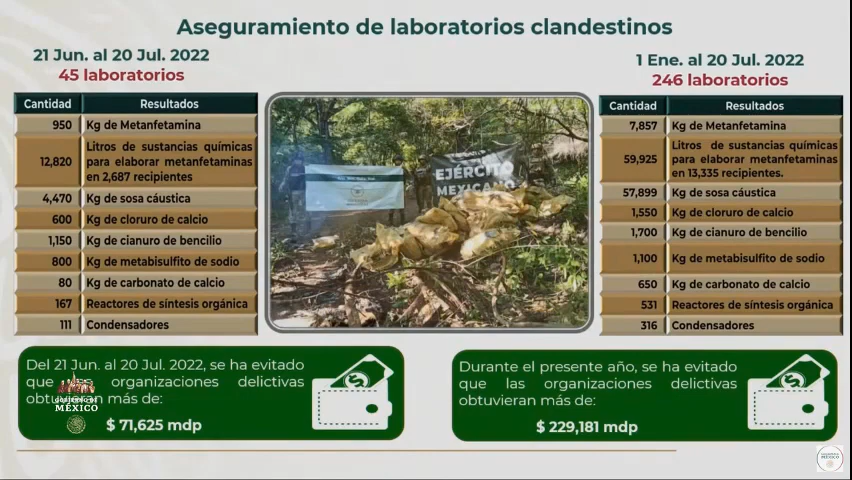 Aseguramiento de laboratorios clandestinos
21 Jun. al 20 Jul. 2022
45 laboratorios
Cantidad Resultados
950 Kg de Metanfetamina
12,820 Litros de sustancias químicas
para elaborar metanfetaminas
en 2,687 recipientes
4,470 Kg de sosa cáustica
600 Kg de cloruro de calcio
1,150 Kg de cianuro de bencilio
800 Kg de metabisulfito de sodio
80 Kg de carbonato de calcio
167 Reactores de síntesis orgánica
111 Condensadores
EJÉRCITO
MEXICANO
1 Ene. al 20 Jul. 2022
246 laboratorios
Cantidad Resultados
7,857 Kg de Metanfetamina
59,925 Litros de sustancias químicas
para elaborar metanfetaminas
en 13,335 recipientes.
57,899 Kg de sosa cáustica
1,550 Kg de cloruro de calcio
1,700 Kg de cianuro de bencilio
1,100 Kg de metabisulfito de sodio
650 Kg de carbonato de calcio
531 Reactores de síntesis orgánica
316 Condensadores
Del 21 Jun. al 20 Jul. 2022, se ha evitado
que las organizaciones delictivas
obtuvieran más de:
$ 71,625 mdp
GOBIERNO DE
MÉXICO
Durante el presente año, se ha evitado
que las organizaciones delictivas
obtuvieran más de:
$ 229,181 mdp
MÉXICO